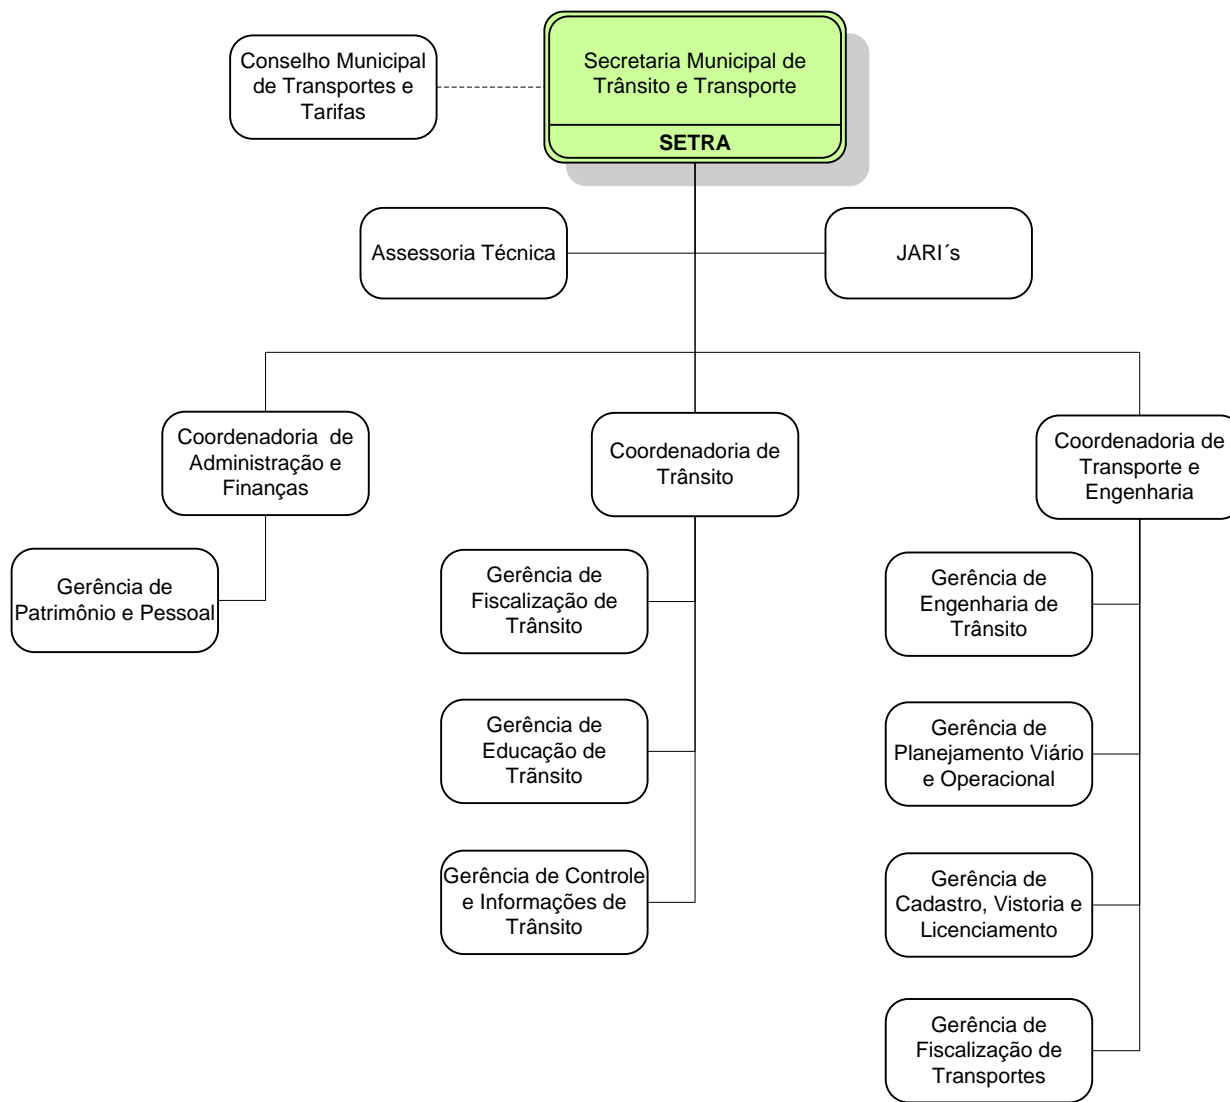 Conselho Municipal
de Transportes e
Tarifas
Secretaria Municipal de
Trânsito e Transporte
SETRA
Assessoria Técnica
JARI´s
Coordenadoria de
Administração e
Finanças
Coordenadoria de
Trânsito
Coordenadoria de
Transporte e
Engenharia
Gerência de
Patrimônio e Pessoal
Gerência de
Fiscalização de
Trânsito
Gerência de
Engenharia de
Trânsito
Gerência de
Educação de
Trãnsito
Gerência de
Planejamento Viário
e Operacional
Gerência de Controle
e Informações de
Trânsito
Gerência de
Cadastro, Vistoria e
Licenciamento
Gerência de
Fiscalização de
Transportes